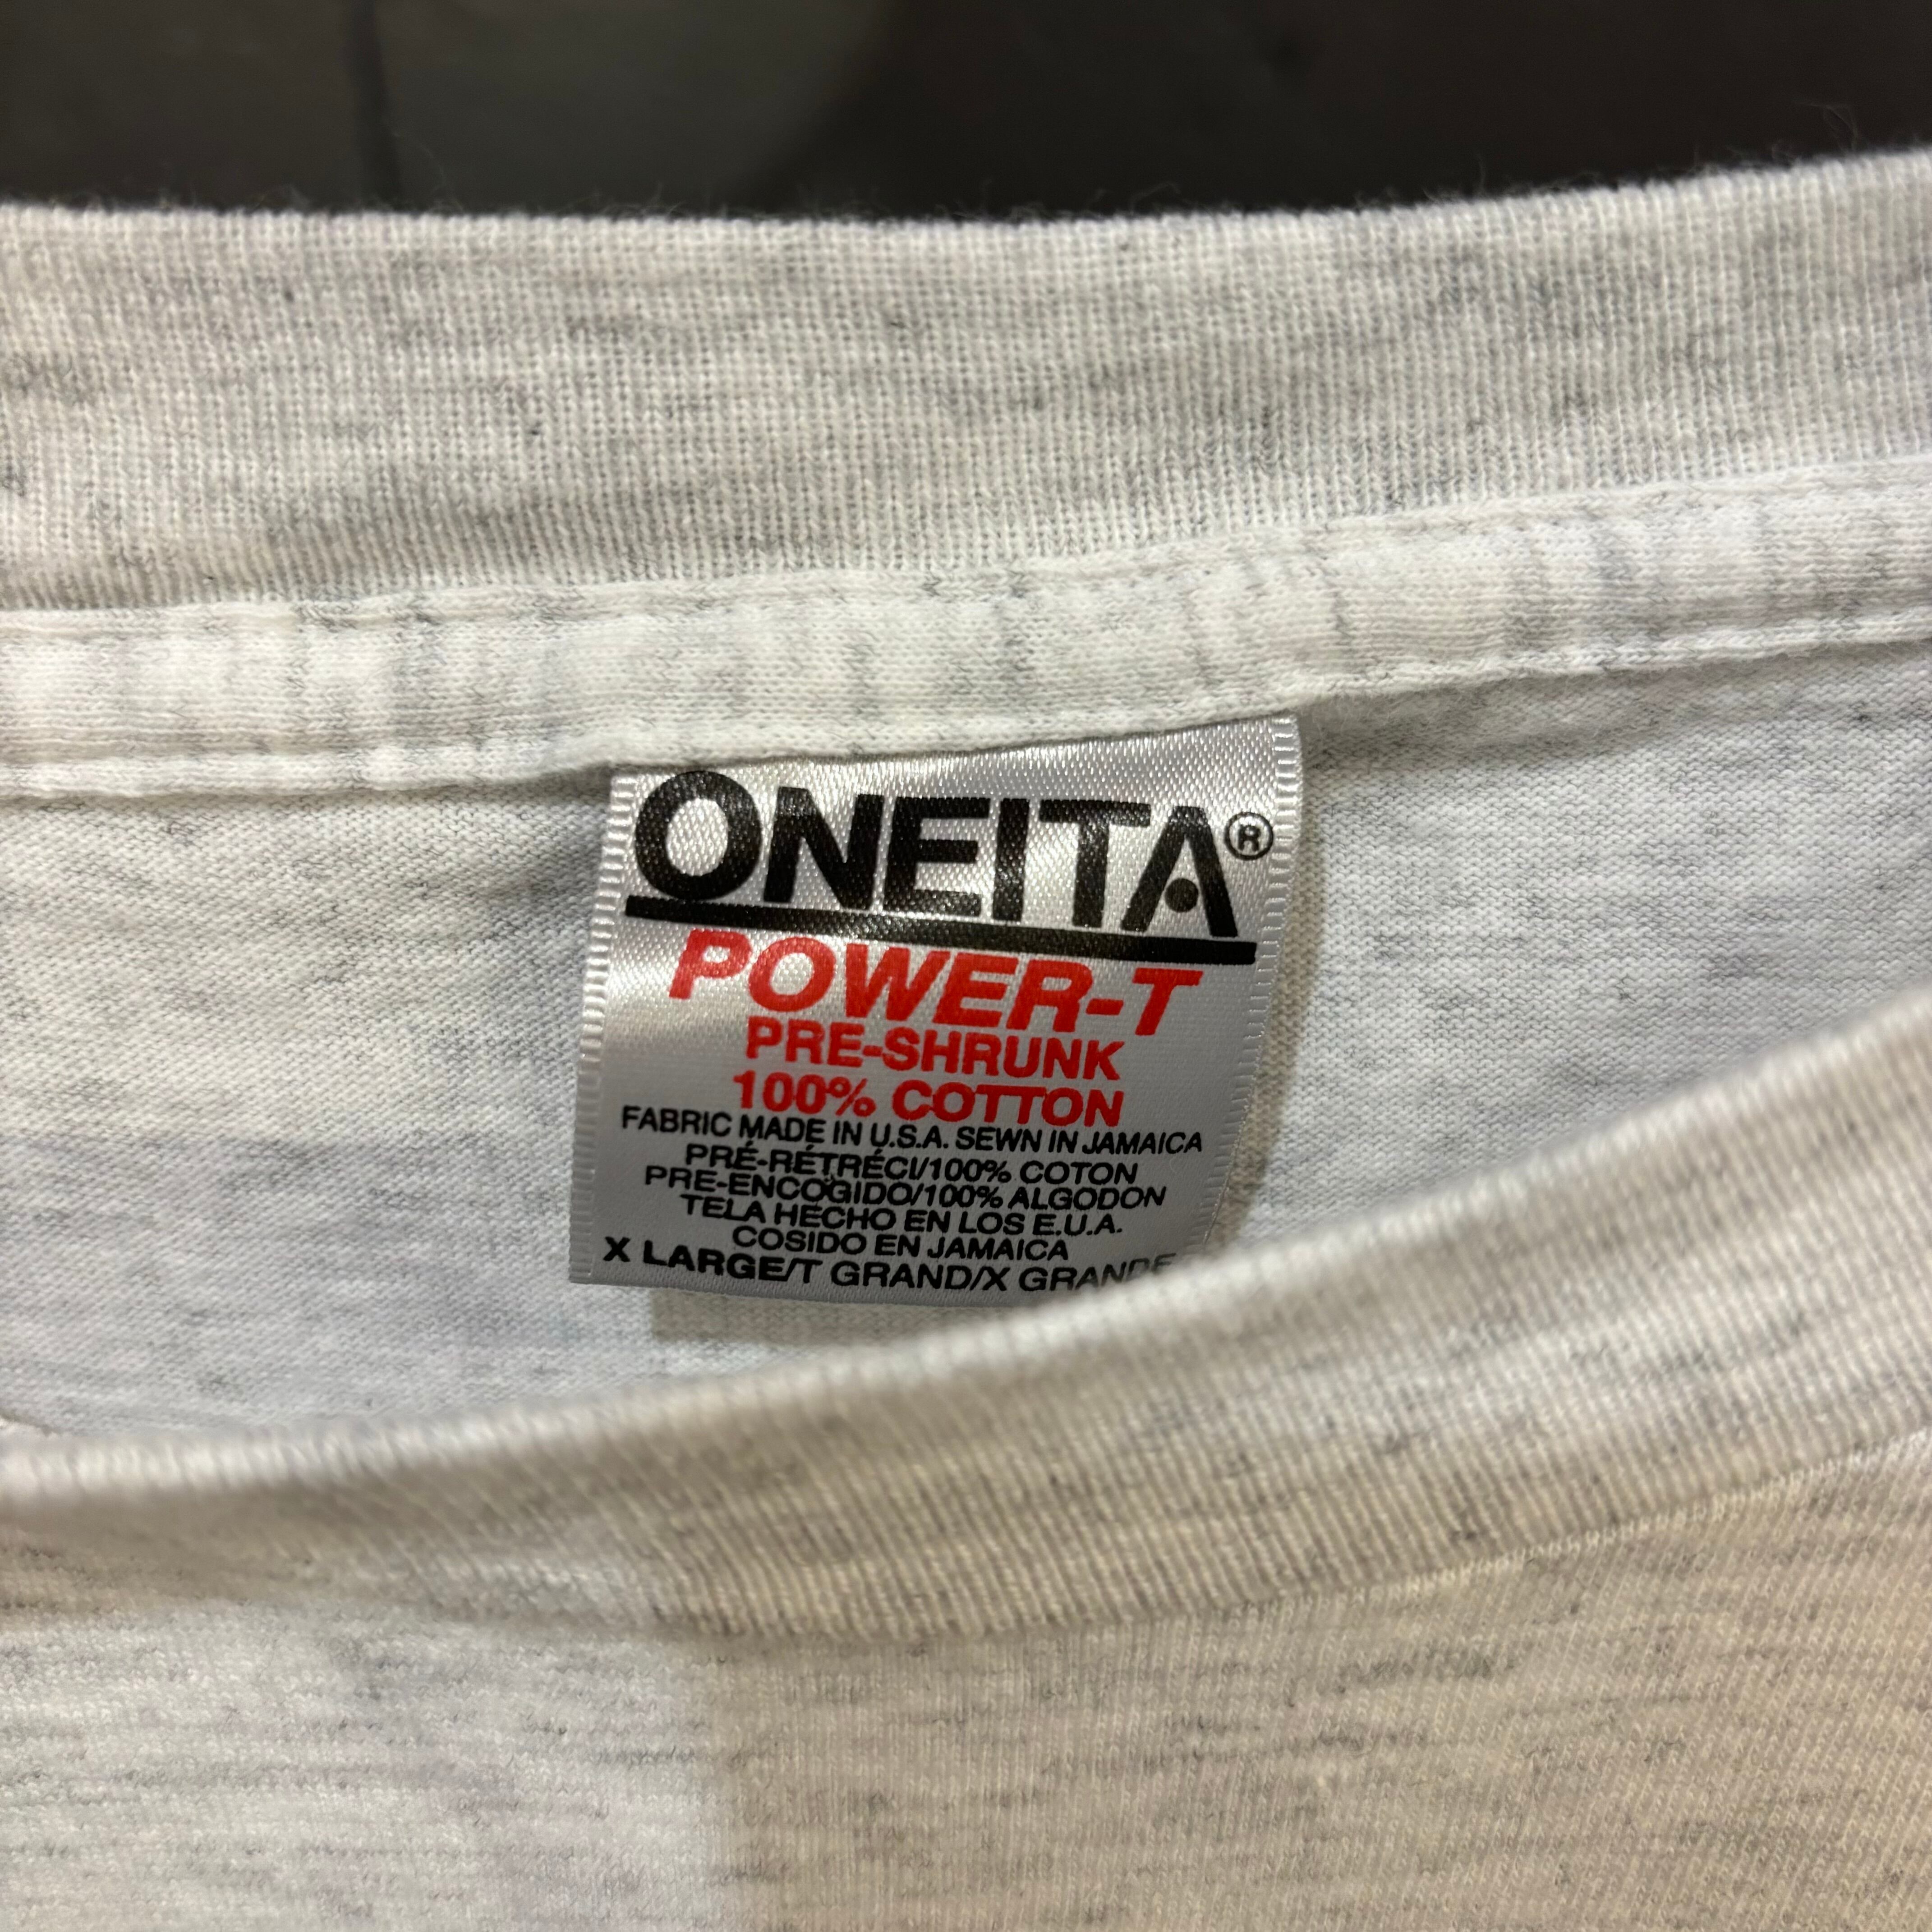 ONEITA®
POWER-T
PRE-SHRUNK
100% COTTON
FABRIC MADE IN U.S.A. SEWN IN JAMAICA
PRÉ-RÉTRÉCI/100% COTON
PRE-ENCOGIDO/100% ALGODON
TELA HECHO EN LOS E.U.A.
COSIDO EN JAMAICA
X LARGE/T GRAND/X GRANDE